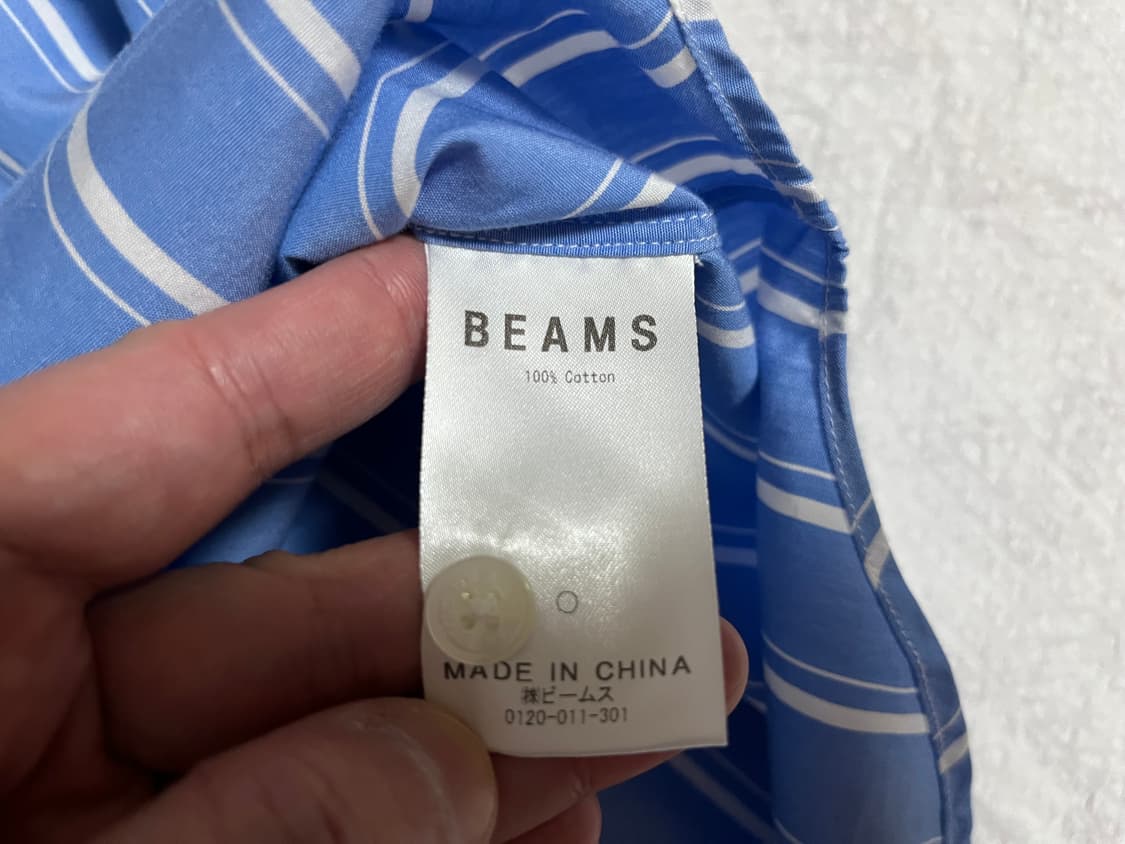 BEAMS
100% Cotton
MADE IN CHINA
㈱ビームス
0120-011-301